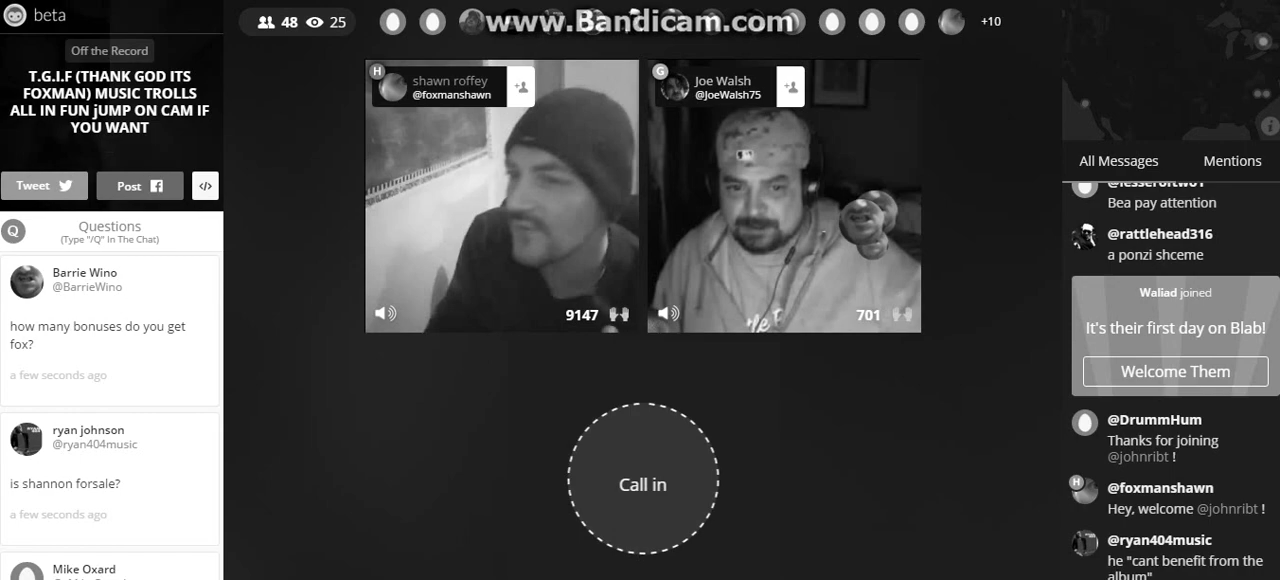 beta
48
25
www.Bandicam.com
+10
Off the Record
T.G.I.F (THANK GOD ITS
FOXMAN) MUSIC TROLLS
ALL IN FUN jUMP ON CAM IF
YOU WANT
Tweet
Post
</>
Q
Questions
(Type "/Q" In The Chat)
Barrie Wino
@BarrieWino
how many bonuses do you get
fox?
a few seconds ago
ryan johnson
@ryan404music
is shannon forsale?
a few seconds ago
Mike Oxard
H
shawn roffey
@foxmanshawn
9147
G
Joe Walsh
@JoeWalsh75
701
Call in
i
All Messages
Mentions
@lesseroftwo1
Bea pay attention
@rattlehead316
a ponzi shceme
Waliad joined
It's their first day on Blab!
Welcome Them
@DrummHum
Thanks for joining
@johnribt !
H
@foxmanshawn
Hey, welcome @johnribt !
@ryan404music
he "cant benefit from the
album"